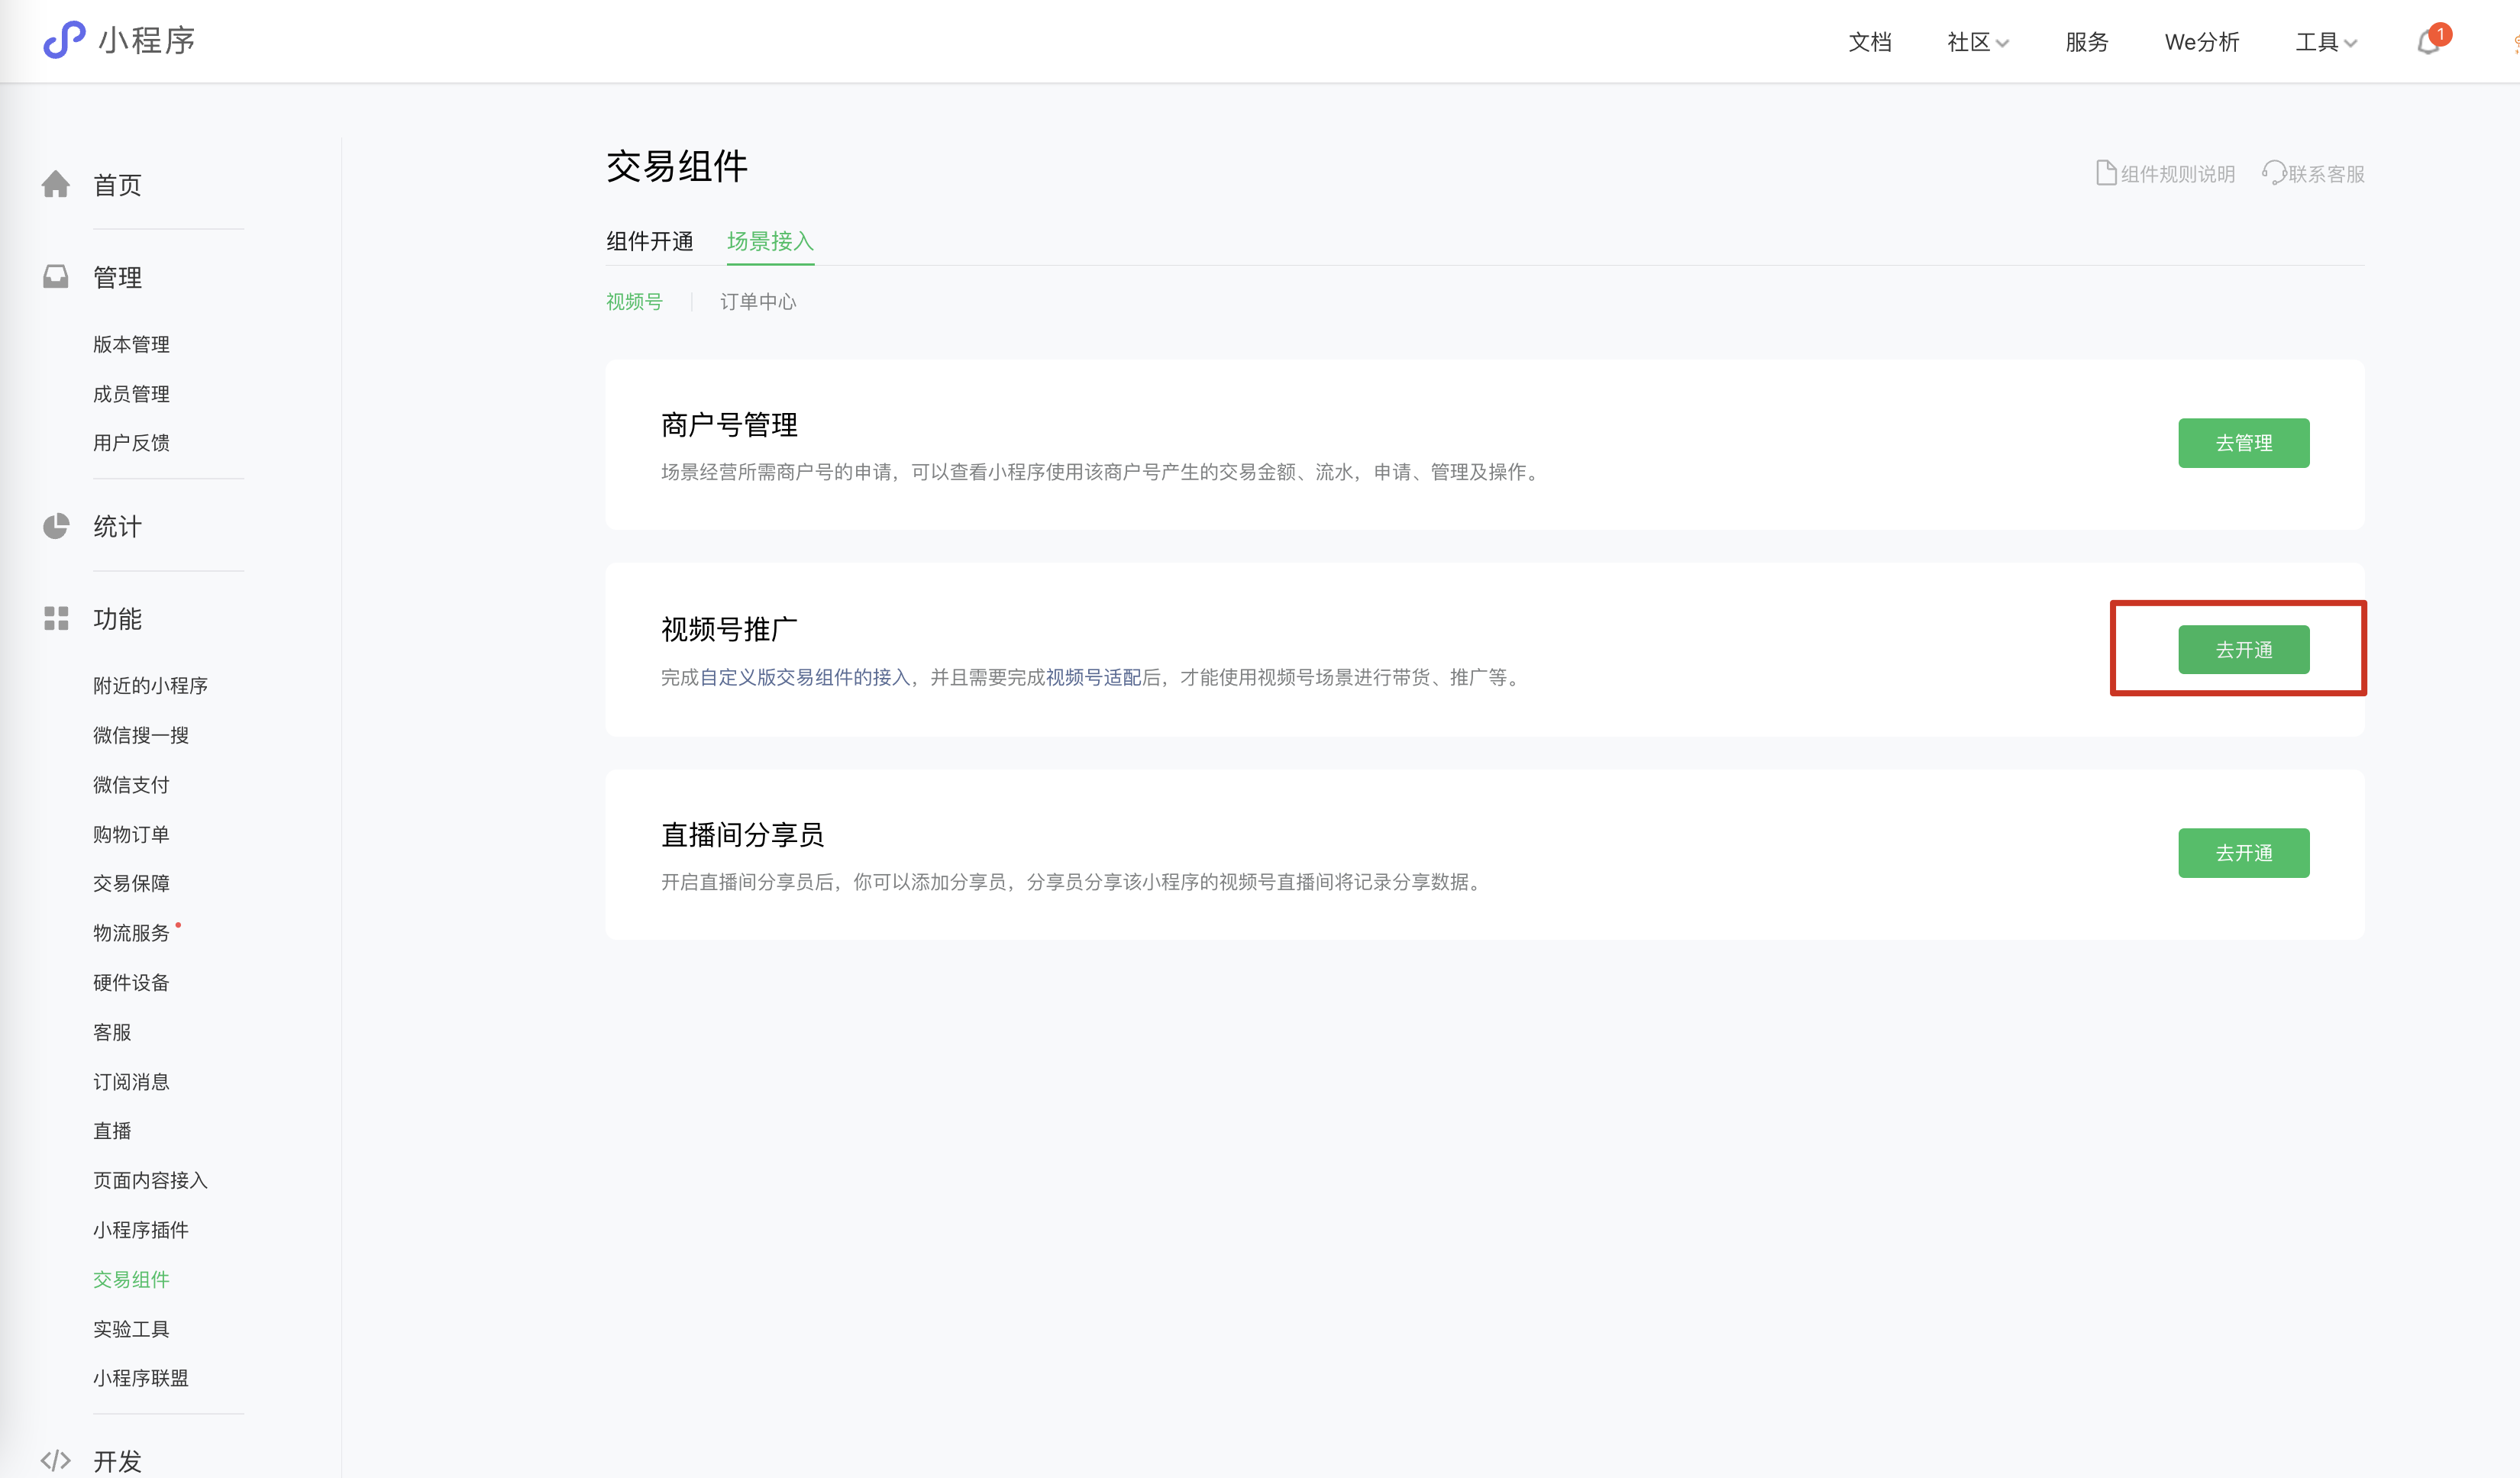 小程序
文档
社区
服务
We分析
工具
1
首页
管理
版本管理
成员管理
用户反馈
统计
功能
附近的小程序
微信搜一搜
微信支付
购物订单
交易保障
物流服务
硬件设备
客服
订阅消息
直播
页面内容接入
小程序插件
交易组件
实验工具
小程序联盟
开发
交易组件
组件规则说明
联系客服
组件开通
场景接入
视频号
订单中心
商户号管理
场景经营所需商户号的申请，可以查看小程序使用该商户号产生的交易金额、流水，申请、管理及操作。
去管理
视频号推广
完成自定义版交易组件的接入，并且需要完成视频号适配后，才能使用视频号场景进行带货、推广等。
去开通
直播间分享员
开启直播间分享员后，你可以添加分享员，分享员分享该小程序的视频号直播间将记录分享数据。
去开通